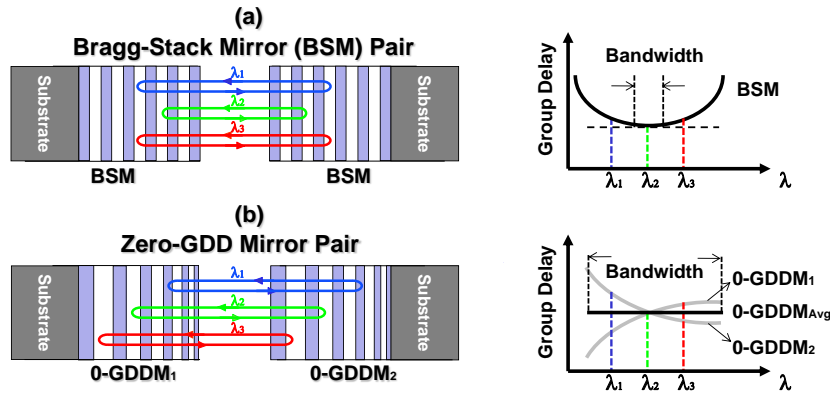 (a)
Bragg-Stack Mirror (BSM) Pair
Substrate
λ₁
λ₂
λ₃
Substrate
BSM
BSM
Group Delay
Bandwidth
BSM
λ₁
λ₂
λ₃
λ
(b)
Zero-GDD Mirror Pair
Substrate
λ₁
λ₂
λ₃
Substrate
0-GDDM₁
0-GDDM₂
Group Delay
Bandwidth
0-GDDM₁
0-GDDMAvg
0-GDDM₂
λ₁
λ₂
λ₃
λ